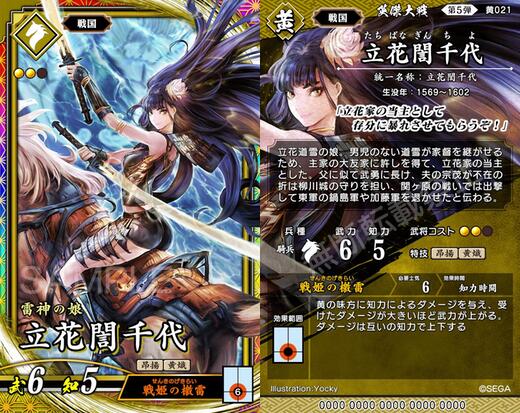 戦国
SAMPLE
雷神の娘
立花誾千代
昂揚 黄熾
武6 知5
せんきのげきらい
戦姫の檄雷
6
黄
戦国
英傑大戦
第5弾
黄021
たちばなぎんちよ
立花誾千代
統一名称:立花誾千代
生没年:1569～1602
「立花家の当主として
存分に暴れさせてもらうぞ!」
立花道雪の娘。男児のない道雪が家督を継がせる
ため、主家の大友家に許しを得て、立花家の当主
とした。父に似て武勇に長け、夫の宗茂が不在の
折は柳川城の守りを担い、関ヶ原の戦いでは出撃
して東軍の鍋島軍や加藤軍を退かせたと伝わる。
兵種 武力 知力 武将コスト
騎兵 6 5 特技 昂揚 黄熾
せんきのげきらい 必要士気 効果時間
戦姫の檄雷 6 知力時間
効果範囲
黄の味方に知力によるダメージを与え、受
けたダメージが大きいほど武力が上がる。
ダメージは互いの知力で上下する
無断転載
Illustration:Yocky
©SEGA
0000 0000 0000 0000 0000